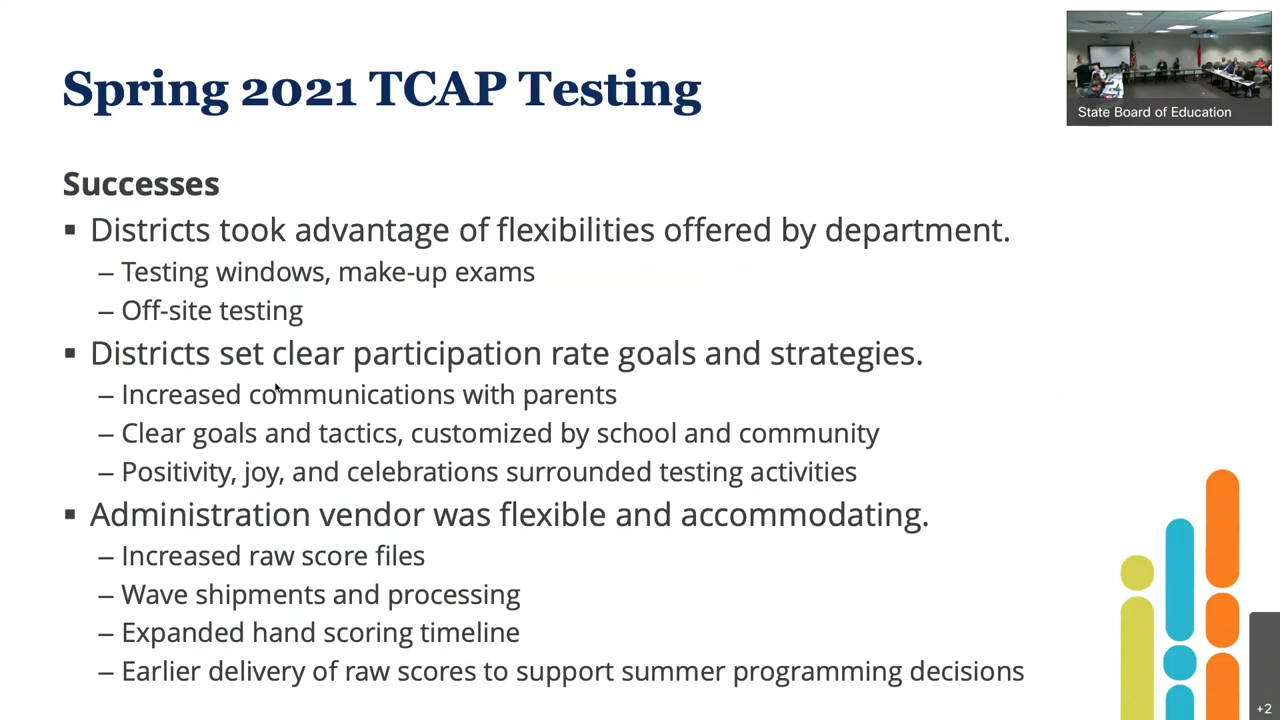 Spring 2021 TCAP Testing
State Board of Education
Successes
▪ Districts took advantage of flexibilities offered by department.
– Testing windows, make-up exams
– Off-site testing
▪ Districts set clear participation rate goals and strategies.
– Increased communications with parents
– Clear goals and tactics, customized by school and community
– Positivity, joy, and celebrations surrounded testing activities
▪ Administration vendor was flexible and accommodating.
– Increased raw score files
– Wave shipments and processing
– Expanded hand scoring timeline
– Earlier delivery of raw scores to support summer programming decisions
+2